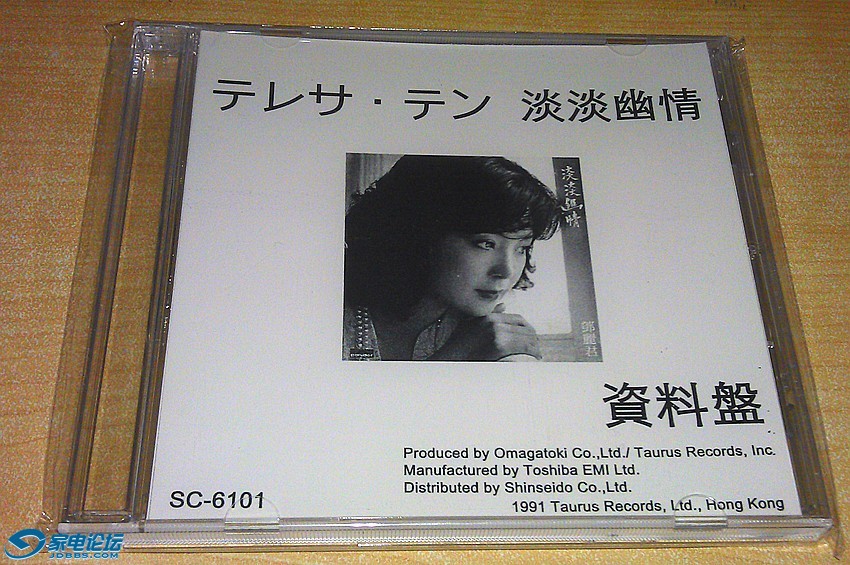 テレサ・テン 淡淡幽情
淡淡幽情
鄧麗君
資料盤
Produced by Omagatoki Co.,Ltd./ Taurus Records, Inc.
Manufactured by Toshiba EMI Ltd.
Distributed by Shinseido Co.,Ltd.
SC-6101
1991 Taurus Records, Ltd., Hong Kong
家电论坛
JDBBS.COM